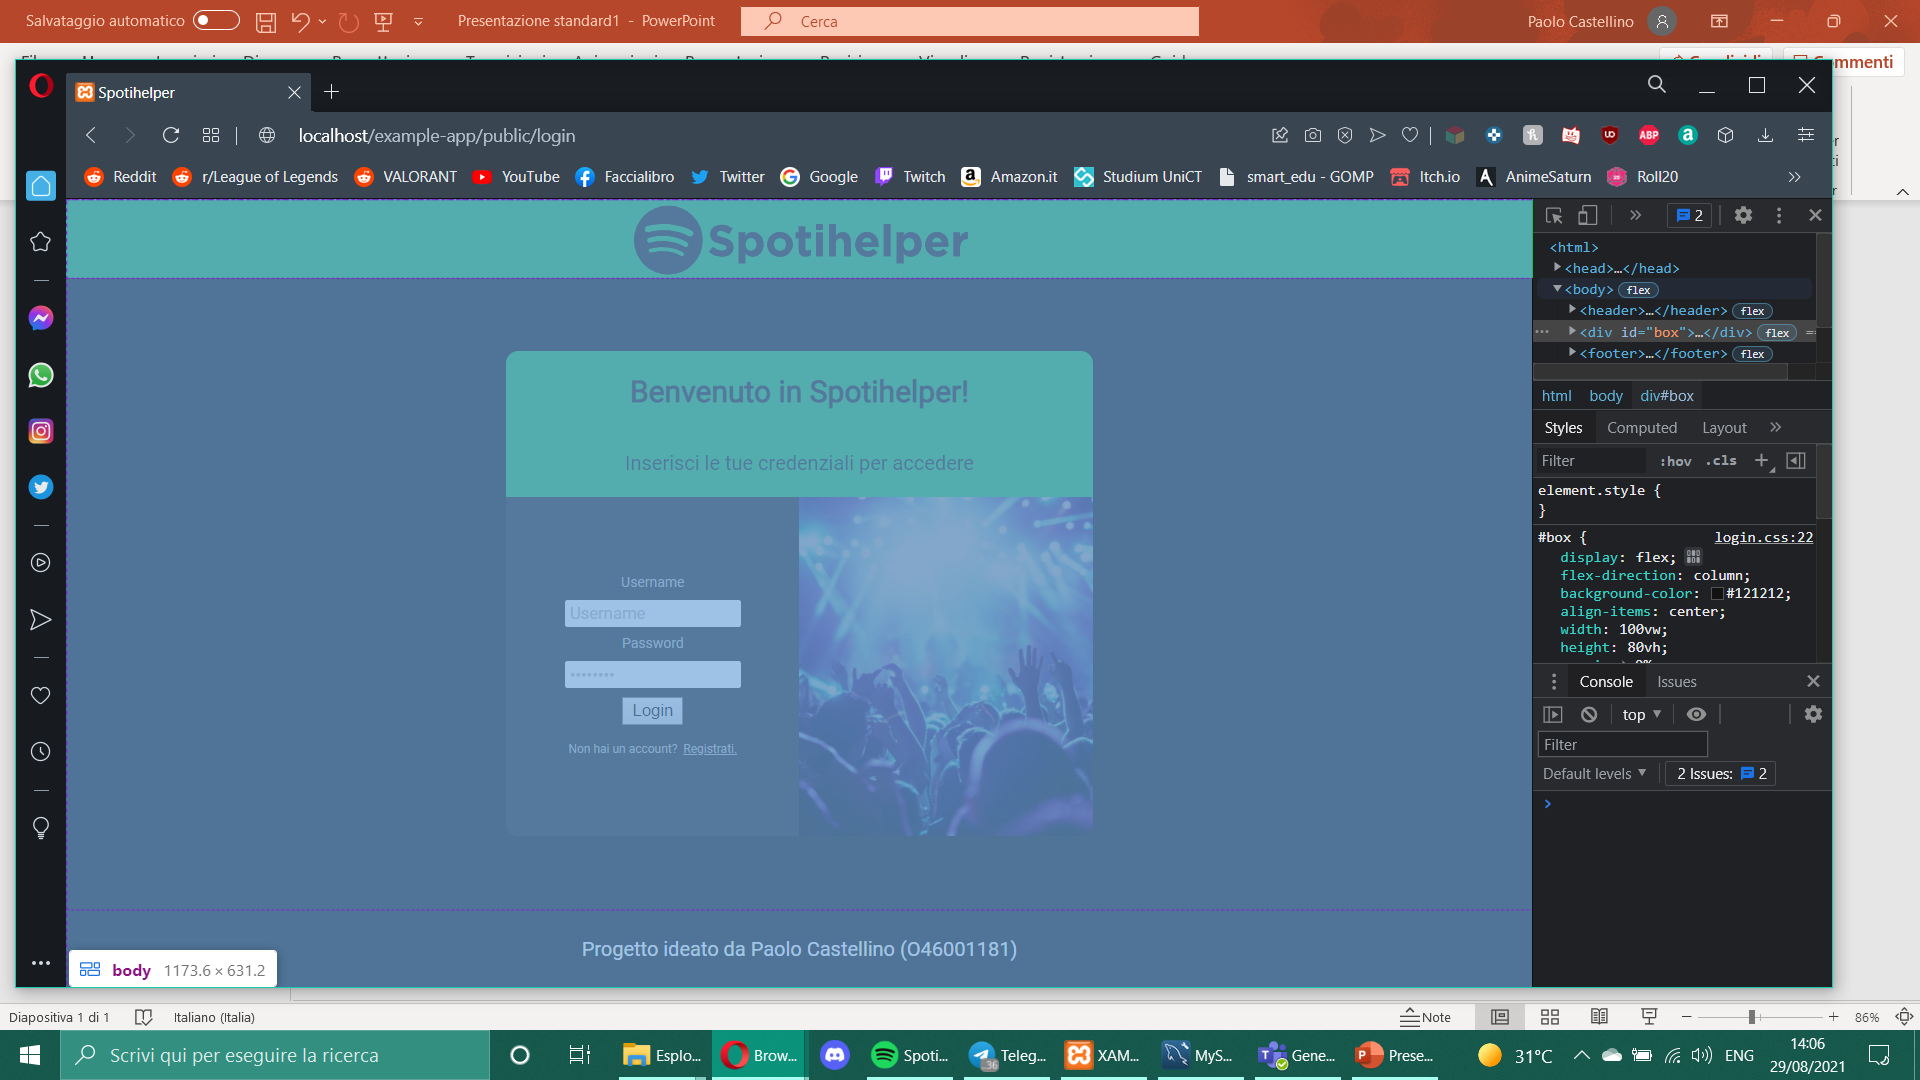 Salvataggio automatico
Presentazione standard1 - PowerPoint
Cerca
Paolo Castellino
Spotihelper
localhost/example-app/public/login
Reddit r/League of Legends VALORANT YouTube Faccialibro Twitter Google Twitch Amazon.it Studium UniCT smart_edu - GOMP Itch.io AnimeSaturn Roll20
Spotihelper
Benvenuto in Spotihelper!
Inserisci le tue credenziali per accedere
Username
Username
Password
Login
Non hai un account? Registrati.
Progetto ideato da Paolo Castellino (O46001181)
body 1173.6 × 631.2
2
<html>
<head>…</head>
<body> flex
<header>…</header> flex
<div id="box">…</div> flex ==
<footer>…</footer> flex
html body div#box
Styles Computed Layout
Filter :hov .cls
element.style {
}
#box { login.css:22
display: flex;
flex-direction: column;
background-color: #121212;
align-items: center;
width: 100vw;
height: 80vh;
Console Issues
top
Filter
Default levels 2 Issues: 2
Diapositiva 1 di 1 Italiano (Italia) Note 86%
Scrivi qui per eseguire la ricerca
Esplo... Brow... Spoti... Teleg... XAM... MyS... Gene... Prese... 31°C ENG
14:06
29/08/2021